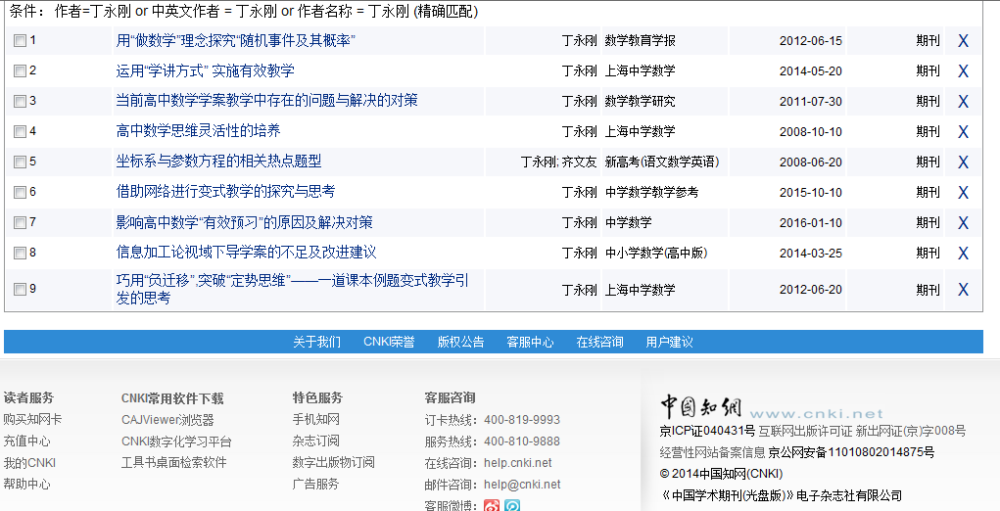 条件： 作者=丁永刚 or 中英文作者 = 丁永刚 or 作者名称 = 丁永刚 (精确匹配)
1 用“做数学”理念探究“随机事件及其概率” 丁永刚 数学教育学报 2012-06-15 期刊 X
2 运用“学讲方式” 实施有效教学 丁永刚 上海中学数学 2014-05-20 期刊 X
3 当前高中数学学案教学中存在的问题与解决的对策 丁永刚 数学教学研究 2011-07-30 期刊 X
4 高中数学思维灵活性的培养 丁永刚 上海中学数学 2008-10-10 期刊 X
5 坐标系与参数方程的相关热点题型 丁永刚; 齐文友 新高考(语文数学英语) 2008-06-20 期刊 X
6 借助网络进行变式教学的探究与思考 丁永刚 中学数学教学参考 2015-10-10 期刊 X
7 影响高中数学“有效预习”的原因及解决对策 丁永刚 中学数学 2016-01-10 期刊 X
8 信息加工论视域下导学案的不足及改进建议 丁永刚 中小学数学(高中版) 2014-03-25 期刊 X
9 巧用“负迁移”,突破“定势思维”——一道课本例题变式教学引
发的思考 丁永刚 上海中学数学 2012-06-20 期刊 X
关于我们 CNKI荣誉 版权公告 客服中心 在线咨询 用户建议
读者服务
购买知网卡
充值中心
我的CNKI
帮助中心
CNKI常用软件下载
CAJViewer浏览器
CNKI数字化学习平台
工具书桌面检索软件
特色服务
手机知网
杂志订阅
数字出版物订阅
广告服务
客服咨询
订卡热线：400-819-9993
服务热线：400-810-9888
在线咨询：help.cnki.net
邮件咨询：help@cnki.net
客服微博：
中国知网 www.cnki.net
京ICP证040431号 互联网出版许可证 新出网证(京)字008号
经营性网站备案信息 京公网安备11010802014875号
© 2014中国知网(CNKI)
《中国学术期刊(光盘版)》电子杂志社有限公司